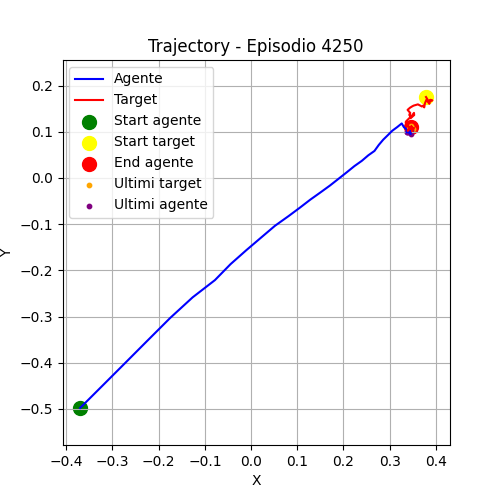 Trajectory - Episodio 4250
Agente
Target
Start agente
Start target
End agente
Ultimi target
Ultimi agente
0.2
0.1
0.0
−0.1
−0.2
−0.3
−0.4
−0.5
Y
−0.4
−0.3
−0.2
−0.1
0.0
0.1
0.2
0.3
0.4
X